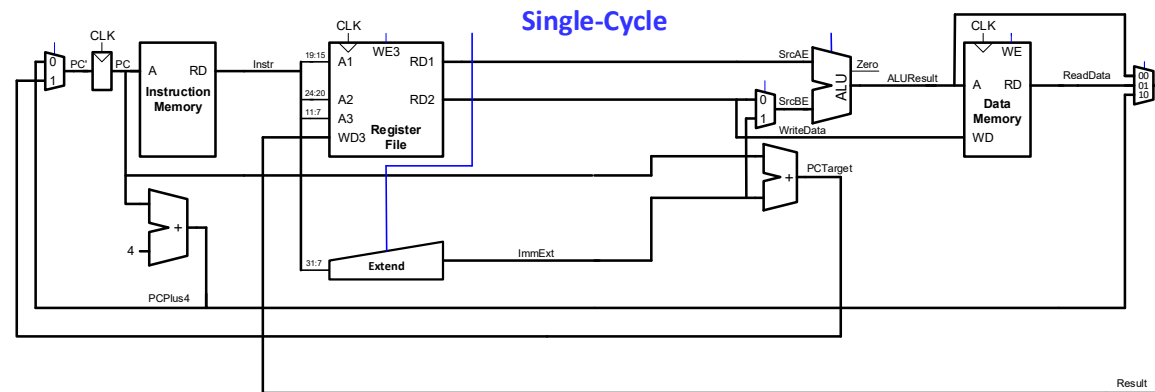 Single-Cycle
CLK
CLK
CLK
0
1
PC'
PC
A RD
Instruction
Memory
Instr
19:15
A1
WE3
RD1
24:20
A2
RD2
11:7
A3
WD3
Register
File
SrcAE
0
1
SrcBE
ALU
Zero
ALUResult
WriteData
WE
A RD
Data
Memory
WD
ReadData
00
01
10
+
4
+
PCTarget
31:7
Extend
ImmExt
PCPlus4
Result